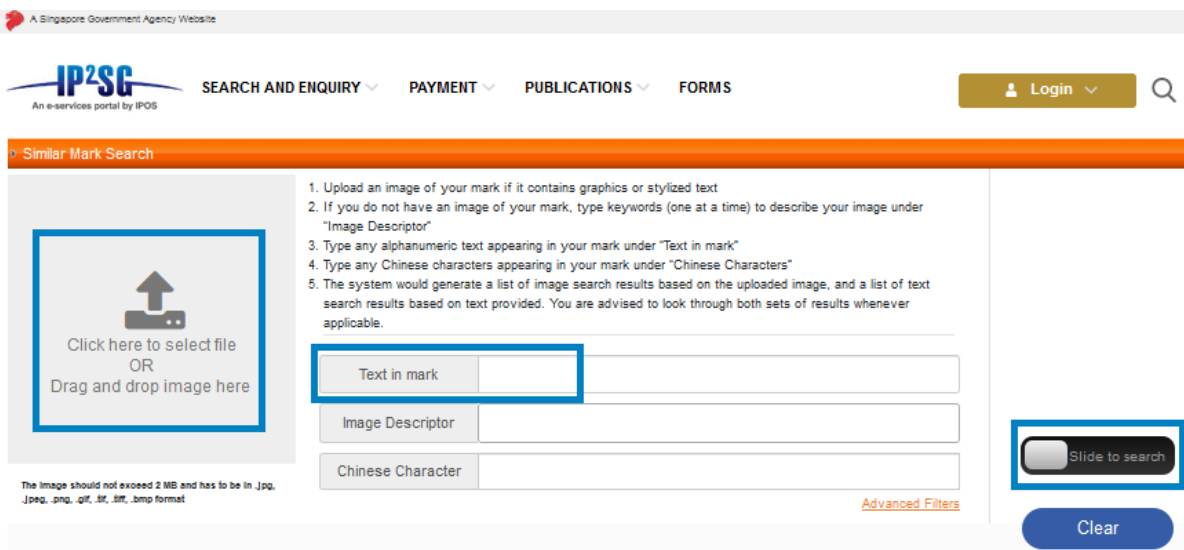 A Singapore Government Agency Website
IP²SG
An e-services portal by IPOS
SEARCH AND ENQUIRY
PAYMENT
PUBLICATIONS
FORMS
Login
Similar Mark Search
Click here to select file
OR
Drag and drop image here
The image should not exceed 2 MB and has to be in .jpg,
.jpeg, .png, .gif, .tif, .tiff, .bmp format
1. Upload an image of your mark if it contains graphics or stylized text
2. If you do not have an image of your mark, type keywords (one at a time) to describe your image under
"Image Descriptor"
3. Type any alphanumeric text appearing in your mark under "Text in mark"
4. Type any Chinese characters appearing in your mark under "Chinese Characters"
5. The system would generate a list of image search results based on the uploaded image, and a list of text
search results based on text provided. You are advised to look through both sets of results whenever
applicable.
Text in mark
Image Descriptor
Chinese Character
Advanced Filters
Slide to search
Clear